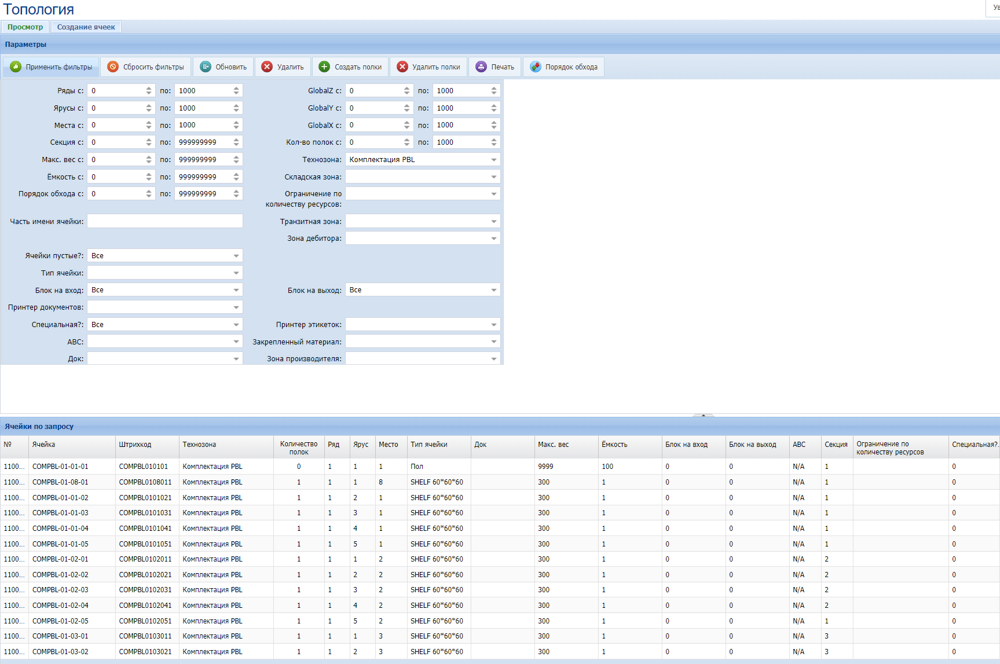 Топология
Ув
Просмотр Создание ячеек
Параметры
Применить фильтры Сбросить фильтры Обновить Удалить Создать полки Удалить полки Печать Порядок обхода
Ряды с: 0 по: 1000 GlobalZ с: 0 по: 1000
Ярусы с: 0 по: 1000 GlobalY с: 0 по: 1000
Места с: 0 по: 1000 GlobalX с: 0 по: 1000
Секция с: 0 по: 999999999 Кол-во полок с: 0 по: 1000
Макс. вес с: 0 по: 999999999 Технозона: Комплектация PBL
Ёмкость с: 0 по: 999999999 Складская зона:
Порядок обхода с: 0 по: 999999999 Ограничение по
количеству ресурсов:
Часть имени ячейки: Транзитная зона:
Зона дебитора:
Ячейки пустые?: Все
Тип ячейки:
Блок на вход: Все Блок на выход: Все
Принтер документов:
Специальная?: Все Принтер этикеток:
ABC: Закрепленный материал:
Док: Зона производителя:
Ячейки по запросу
№ Ячейка Штрихкод Технозона Количество полок Ряд Ярус Место Тип ячейки Док Макс. вес Ёмкость Блок на вход Блок на выход ABC Секция Ограничение по количеству ресурсов Специальная?.
1100... COMPBL-01-01-01 COMPBL010101 Комплектация PBL 0 1 1 1 Пол 9999 100 0 0 N/A 1 0
1100... COMPBL-01-08-01 COMPBL0108011 Комплектация PBL 1 1 1 8 SHELF 60*60*60 300 1 0 0 N/A 1 0
1100... COMPBL-01-01-02 COMPBL0101021 Комплектация PBL 1 1 2 1 SHELF 60*60*60 300 1 0 0 N/A 1 0
1100... COMPBL-01-01-03 COMPBL0101031 Комплектация PBL 1 1 3 1 SHELF 60*60*60 300 1 0 0 N/A 1 0
1100... COMPBL-01-01-04 COMPBL0101041 Комплектация PBL 1 1 4 1 SHELF 60*60*60 300 1 0 0 N/A 1 0
1100... COMPBL-01-01-05 COMPBL0101051 Комплектация PBL 1 1 5 1 SHELF 60*60*60 300 1 0 0 N/A 1 0
1100... COMPBL-01-02-01 COMPBL0102011 Комплектация PBL 1 1 1 2 SHELF 60*60*60 300 1 0 0 N/A 2 0
1100... COMPBL-01-02-02 COMPBL0102021 Комплектация PBL 1 1 2 2 SHELF 60*60*60 300 1 0 0 N/A 2 0
1100... COMPBL-01-02-03 COMPBL0102031 Комплектация PBL 1 1 3 2 SHELF 60*60*60 300 1 0 0 N/A 2 0
1100... COMPBL-01-02-04 COMPBL0102041 Комплектация PBL 1 1 4 2 SHELF 60*60*60 300 1 0 0 N/A 2 0
1100... COMPBL-01-02-05 COMPBL0102051 Комплектация PBL 1 1 5 2 SHELF 60*60*60 300 1 0 0 N/A 1 0
1100... COMPBL-01-03-01 COMPBL0103011 Комплектация PBL 1 1 1 3 SHELF 60*60*60 300 1 0 0 N/A 3 0
1100... COMPBL-01-03-02 COMPBL0103021 Комплектация PBL 1 1 2 3 SHELF 60*60*60 300 1 0 0 N/A 3 0